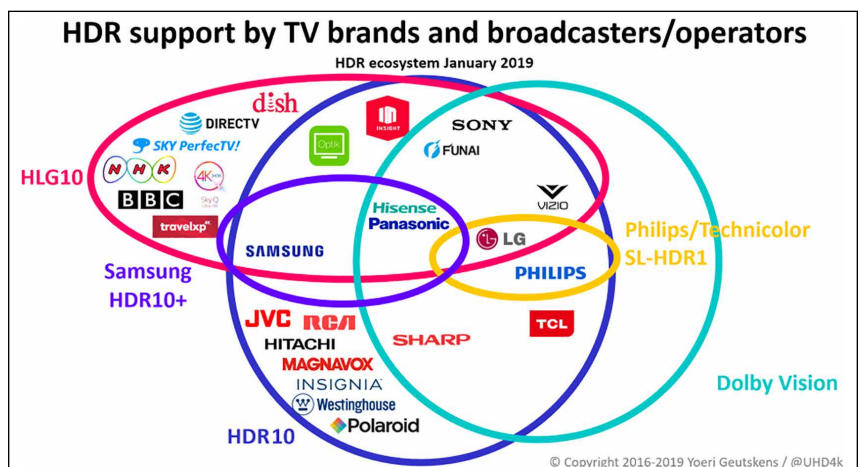 HDR support by TV brands and broadcasters/operators
HDR ecosystem January 2019
dish
DIRECTV
INSIGHT
SONY
Optik
SKY PerfecTV!
FUNAI
NHK
4K
HLG10
BBC
Sky Q
VIZIO
travelxp
Hisense
Panasonic
Philips/Technicolor
SL-HDR1
LG
SAMSUNG
Samsung
HDR10+
PHILIPS
JVC
RCA
TCL
HITACHI
SHARP
MAGNAVOX
INSIGNIA
Dolby Vision
Westinghouse
HDR10
Polaroid
© Copyright 2016-2019 Yoeri Geutskens / @UHD4k